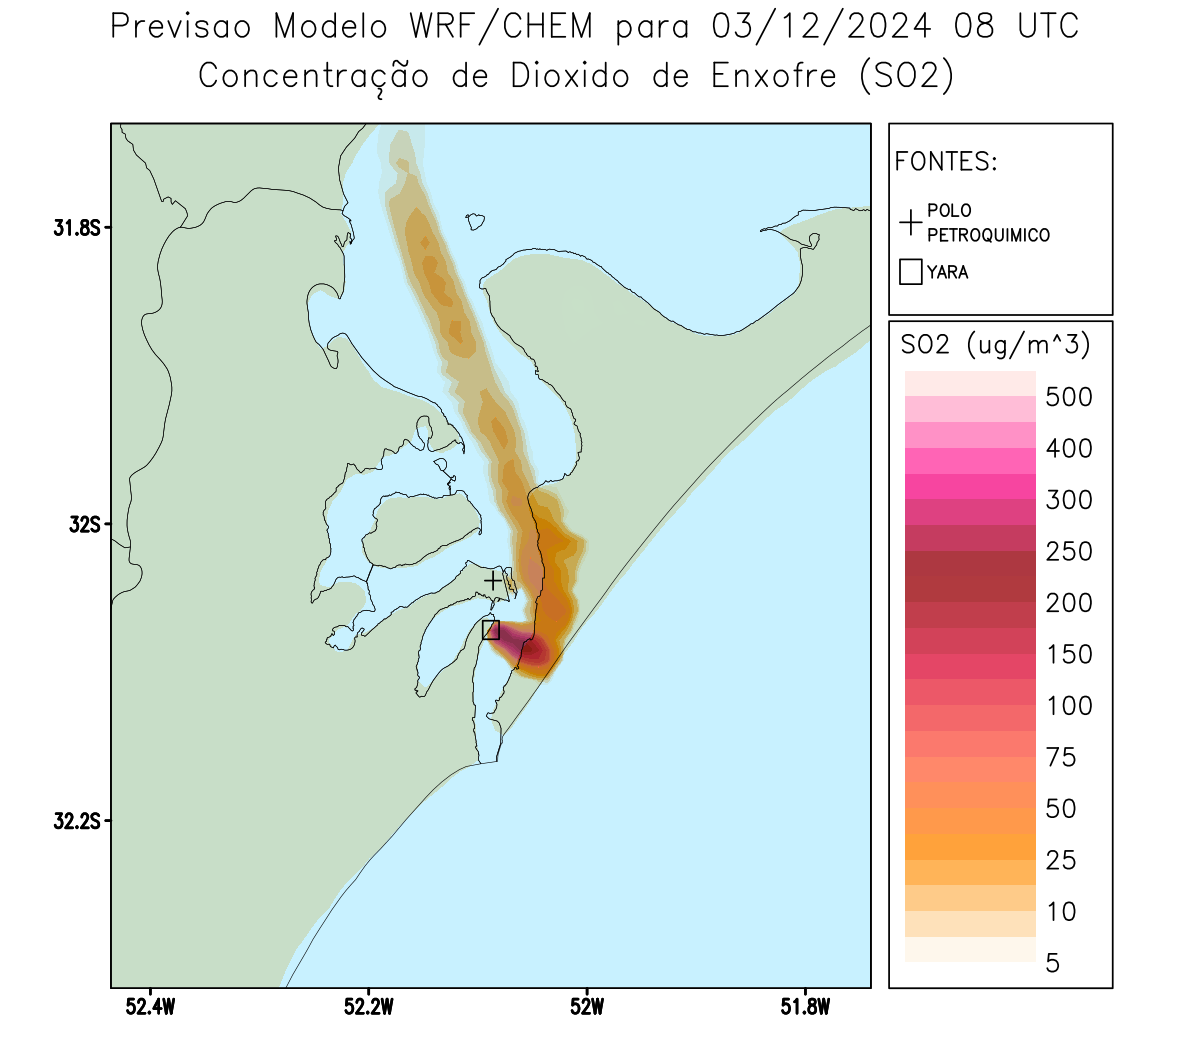 Previsao Modelo WRF/CHEM para 03/12/2024 08 UTC
Concentração de Dioxido de Enxofre (SO2)
FONTES:
POLO
PETROQUIMICO
YARA
SO2 (ug/m^3)
500
400
300
250
200
150
100
75
50
25
10
5
31.8S
32S
32.2S
52.4W
52.2W
52W
51.8W